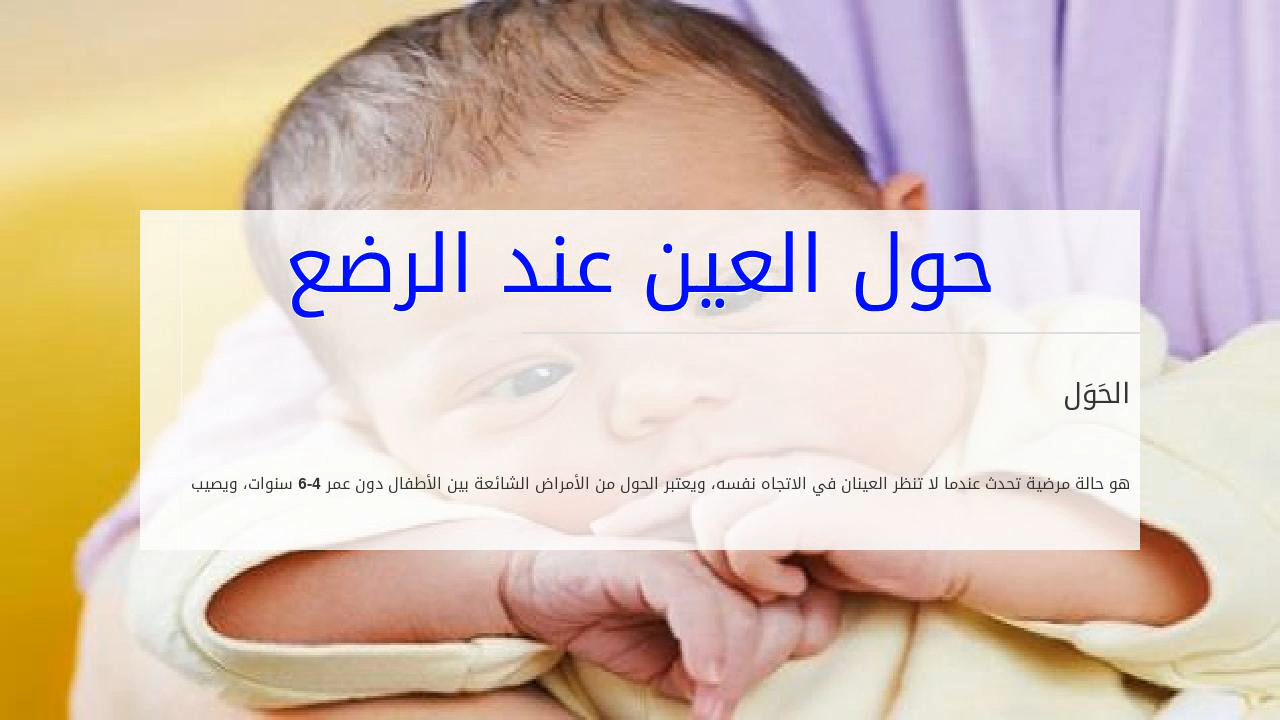 حول العين عند الرضع
الحَوَل
هو حالة مرضية تحدث عندما لا تنظر العينان في الاتجاه نفسه، ويعتبر الحول من الأمراض الشائعة بين الأطفال دون عمر 4-6 سنوات، ويصيب